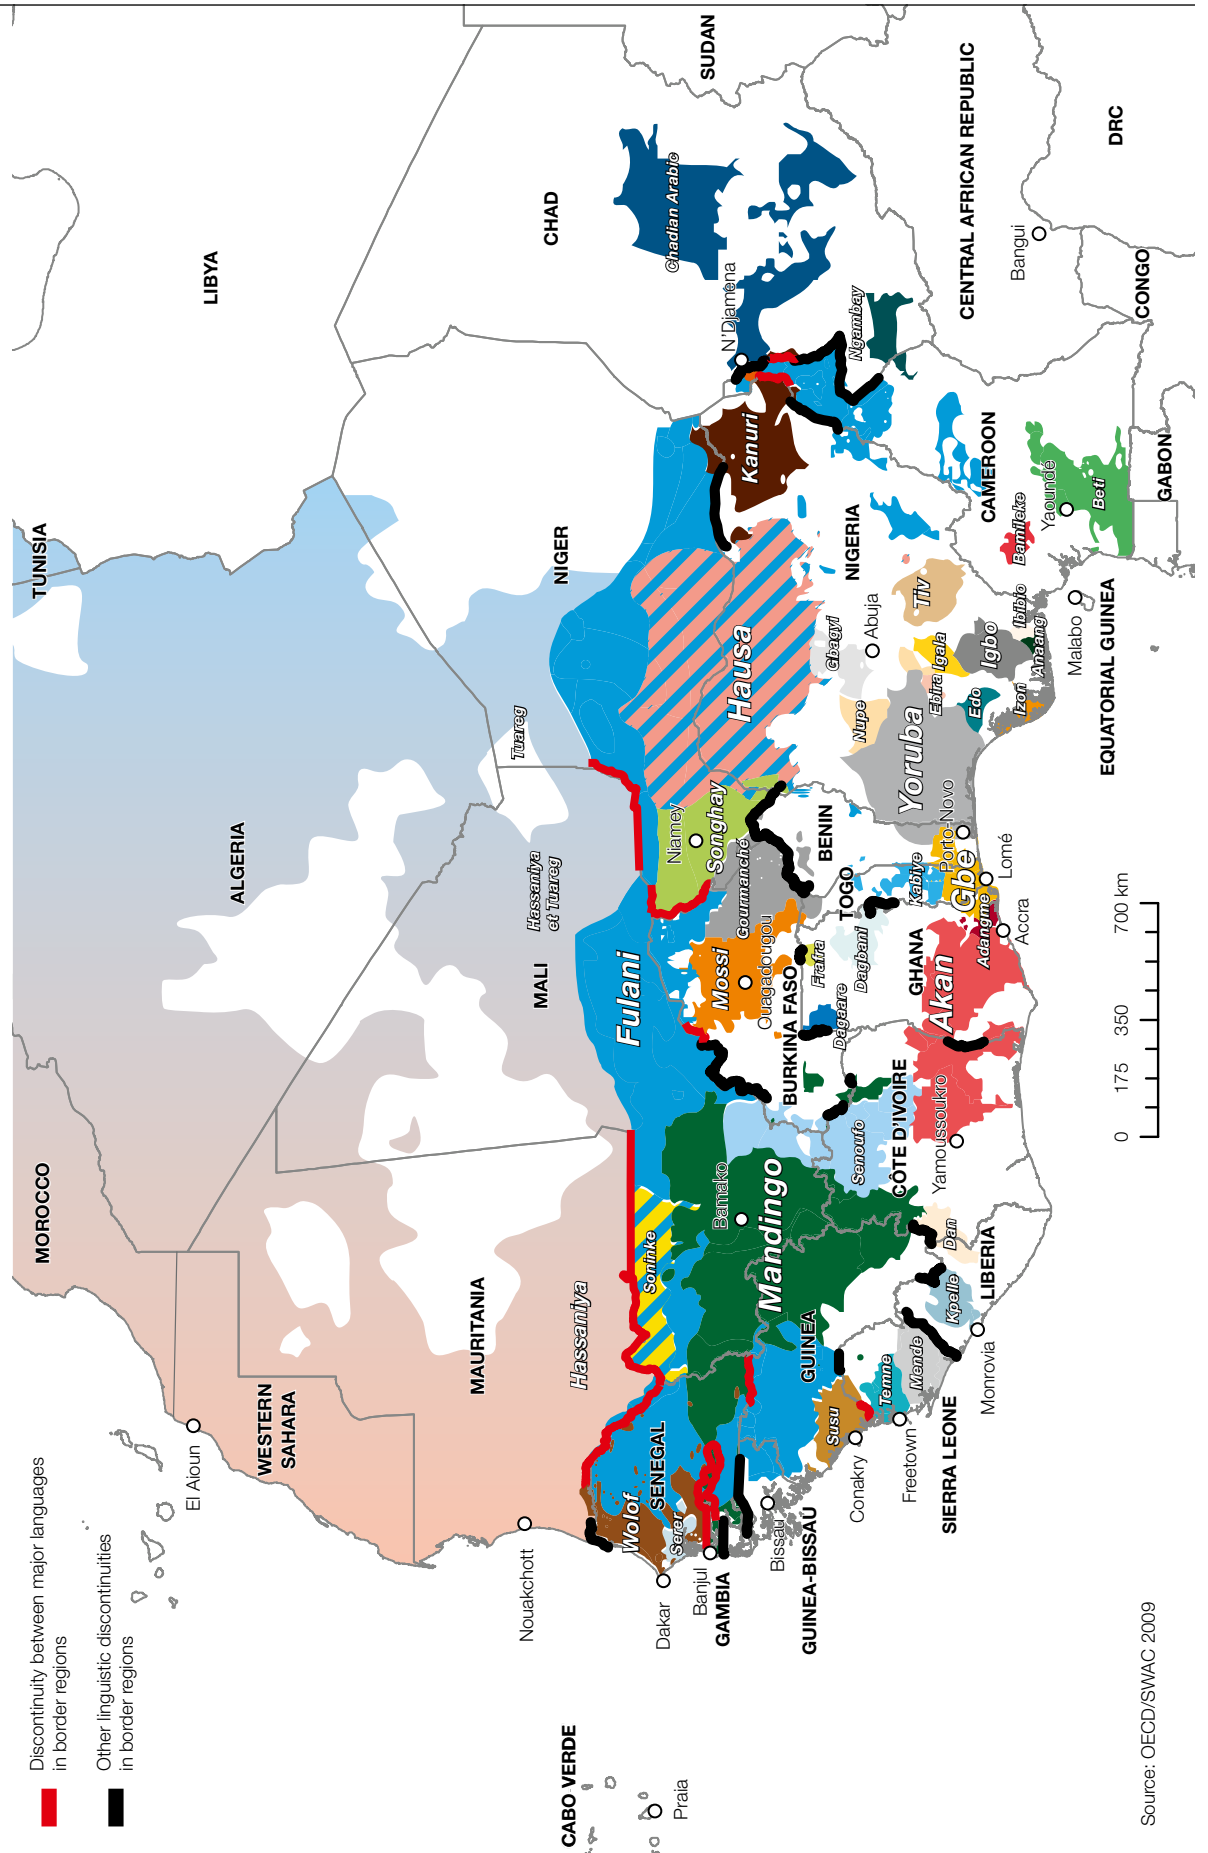 Discontinuity between major languages
in border regions
Other linguistic discontinuities
in border regions
TUNISIA
MOROCCO
LIBYA
ALGERIA
El Aioun
WESTERN
SAHARA
MAURITANIA
Nouakchott
Hassaniya
MALI
Hassaniya
et Tuareg
Tuareg
NIGER
CHAD
SUDAN
Chadian Arabic
N'Djamena
CABO VERDE
Praia
Dakar
Wolof
SENEGAL
Serer
Banjul
GAMBIA
Soninke
Fulani
Bamako
Mandingo
Mossi
Ouagadougou
Gourmanché
Niamey
Songhay
Hausa
Kanuri
Bissau
GUINEA-BISSAU
GUINEA
BURKINA FASO
Frafra
Dagaare
Dagbani
BENIN
TOGO
Kabiye
NIGERIA
Gbagyi
Abuja
Nupe
Ngambay
Conakry
Susu
Temne
Freetown
SIERRA LEONE
Mende
Senoufo
CÔTE D'IVOIRE
Yamoussoukro
GHANA
Akan
Adangme
Accra
Gbe
Lomé
Porto-Novo
Yoruba
Ebira
Igala
Tiv
Edo
Igbo
Izon
Anaang
Ibibio
Bamileke
CAMEROON
Yaoundé
Beti
Malabo
EQUATORIAL GUINEA
GABON
CONGO
Bangui
CENTRAL AFRICAN REPUBLIC
DRC
Kpelle
Dan
LIBERIA
Monrovia
0 175 350 700 km
Source: OECD/SWAC 2009